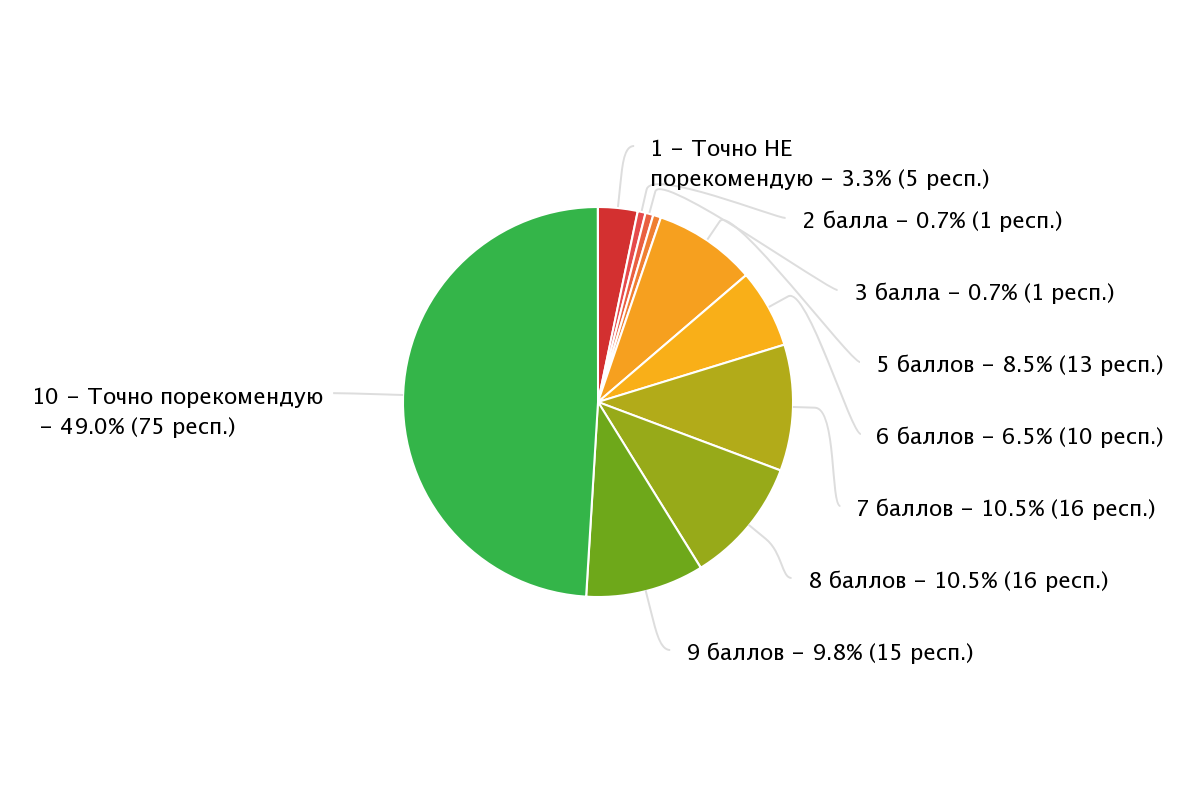 1 – Точно НЕ
порекомендую – 3.3% (5 респ.)
2 балла – 0.7% (1 респ.)
3 балла – 0.7% (1 респ.)
5 баллов – 8.5% (13 респ.)
10 – Точно порекомендую
– 49.0% (75 респ.)
6 баллов – 6.5% (10 респ.)
7 баллов – 10.5% (16 респ.)
8 баллов – 10.5% (16 респ.)
9 баллов – 9.8% (15 респ.)